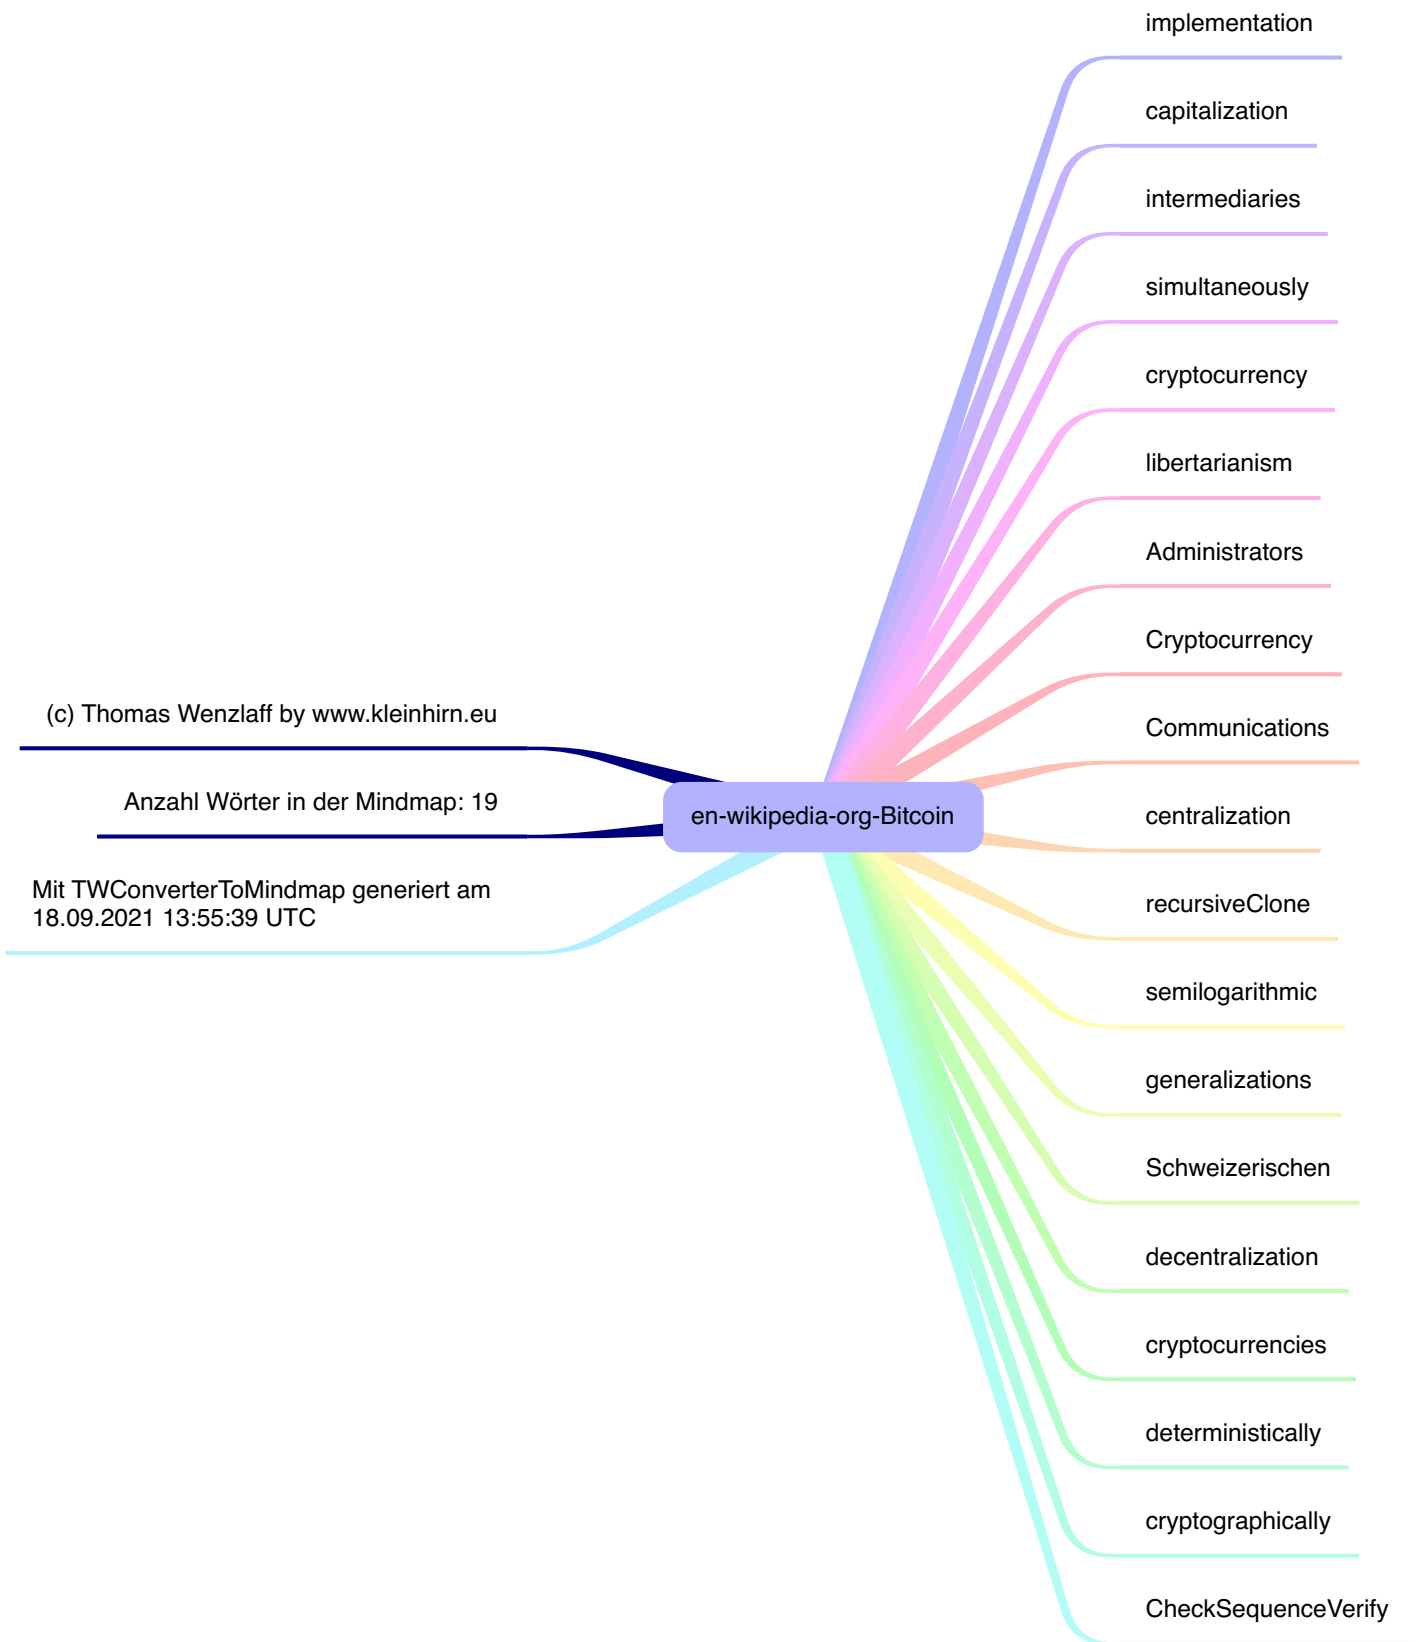 implementation
capitalization
intermediaries
simultaneously
cryptocurrency
libertarianism
Administrators
Cryptocurrency
Communications
centralization
recursiveClone
semilogarithmic
generalizations
Schweizerischen
decentralization
cryptocurrencies
deterministically
cryptographically
CheckSequenceVerify
en-wikipedia-org-Bitcoin
(c) Thomas Wenzlaff by www.kleinhirn.eu
Anzahl Wörter in der Mindmap: 19
Mit TWConverterToMindmap generiert am
18.09.2021 13:55:39 UTC